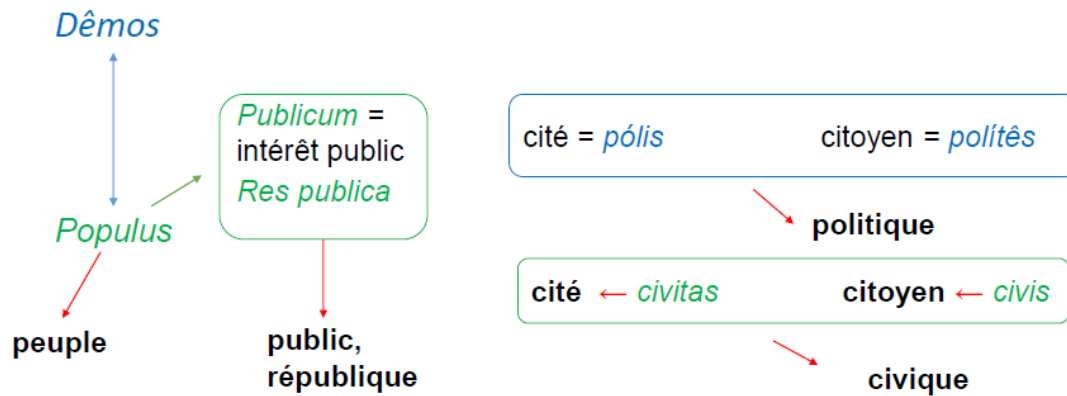 Dêmos
Publicum =
intérêt public
Res publica
Populus
peuple
public,
république
cité = pólis citoyen = polítês
politique
cité ← civitas citoyen ← civis
civique